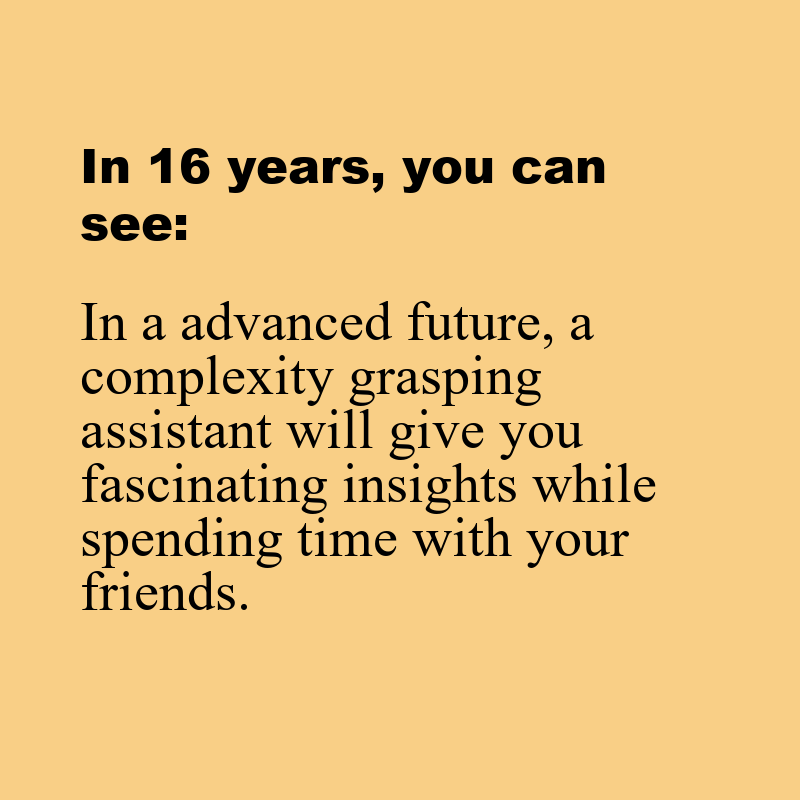 In 16 years, you can
see:
In a advanced future, a
complexity grasping
assistant will give you
fascinating insights while
spending time with your
friends.